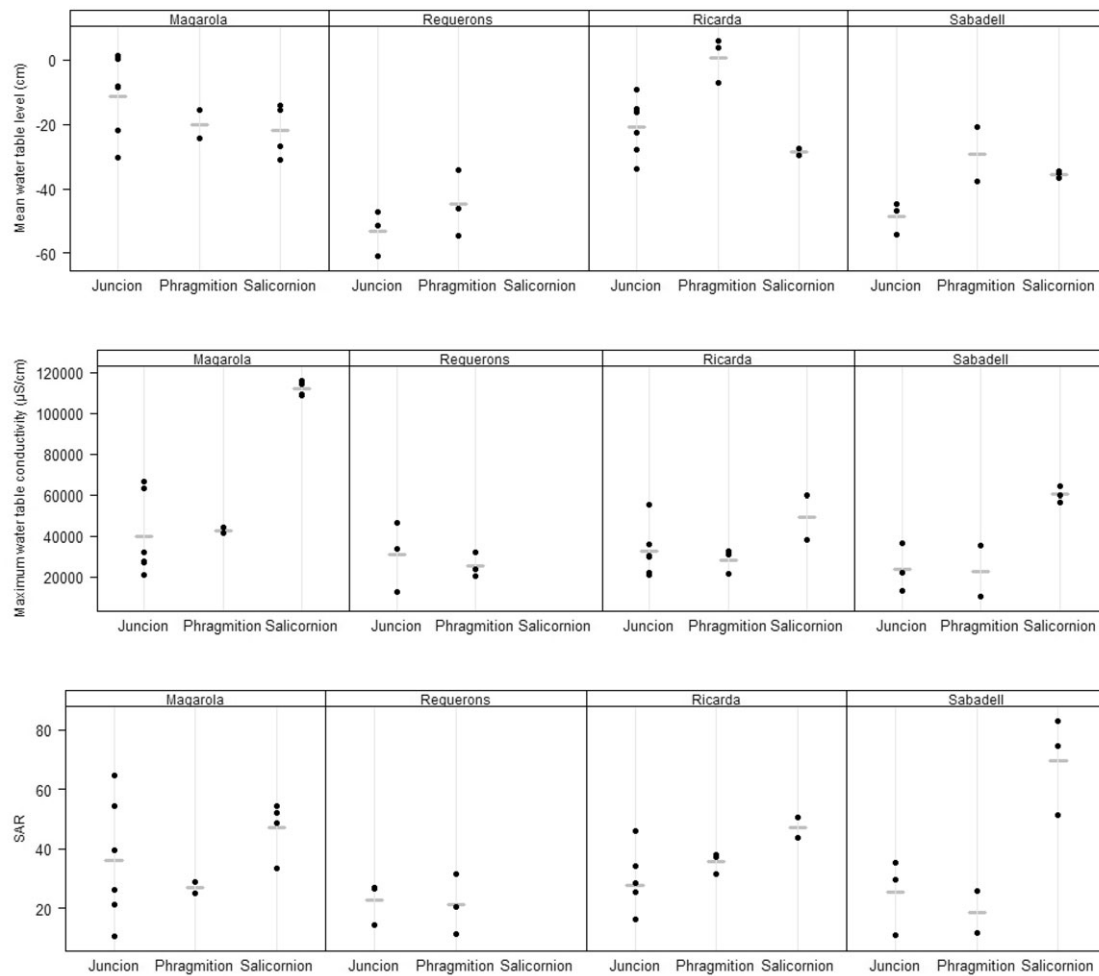 Magarola Requerons Ricarda Sabadell
Mean water table level (cm)
0
-20
-40
-60
Juncion Phragmition Salicornion Juncion Phragmition Salicornion Juncion Phragmition Salicornion Juncion Phragmition Salicornion
Magarola Requerons Ricarda Sabadell
Maximum water table conductivity (µS/cm)
120000
100000
80000
60000
40000
20000
Juncion Phragmition Salicornion Juncion Phragmition Salicornion Juncion Phragmition Salicornion Juncion Phragmition Salicornion
Magarola Requerons Ricarda Sabadell
SAR
80
60
40
20
Juncion Phragmition Salicornion Juncion Phragmition Salicornion Juncion Phragmition Salicornion Juncion Phragmition Salicornion